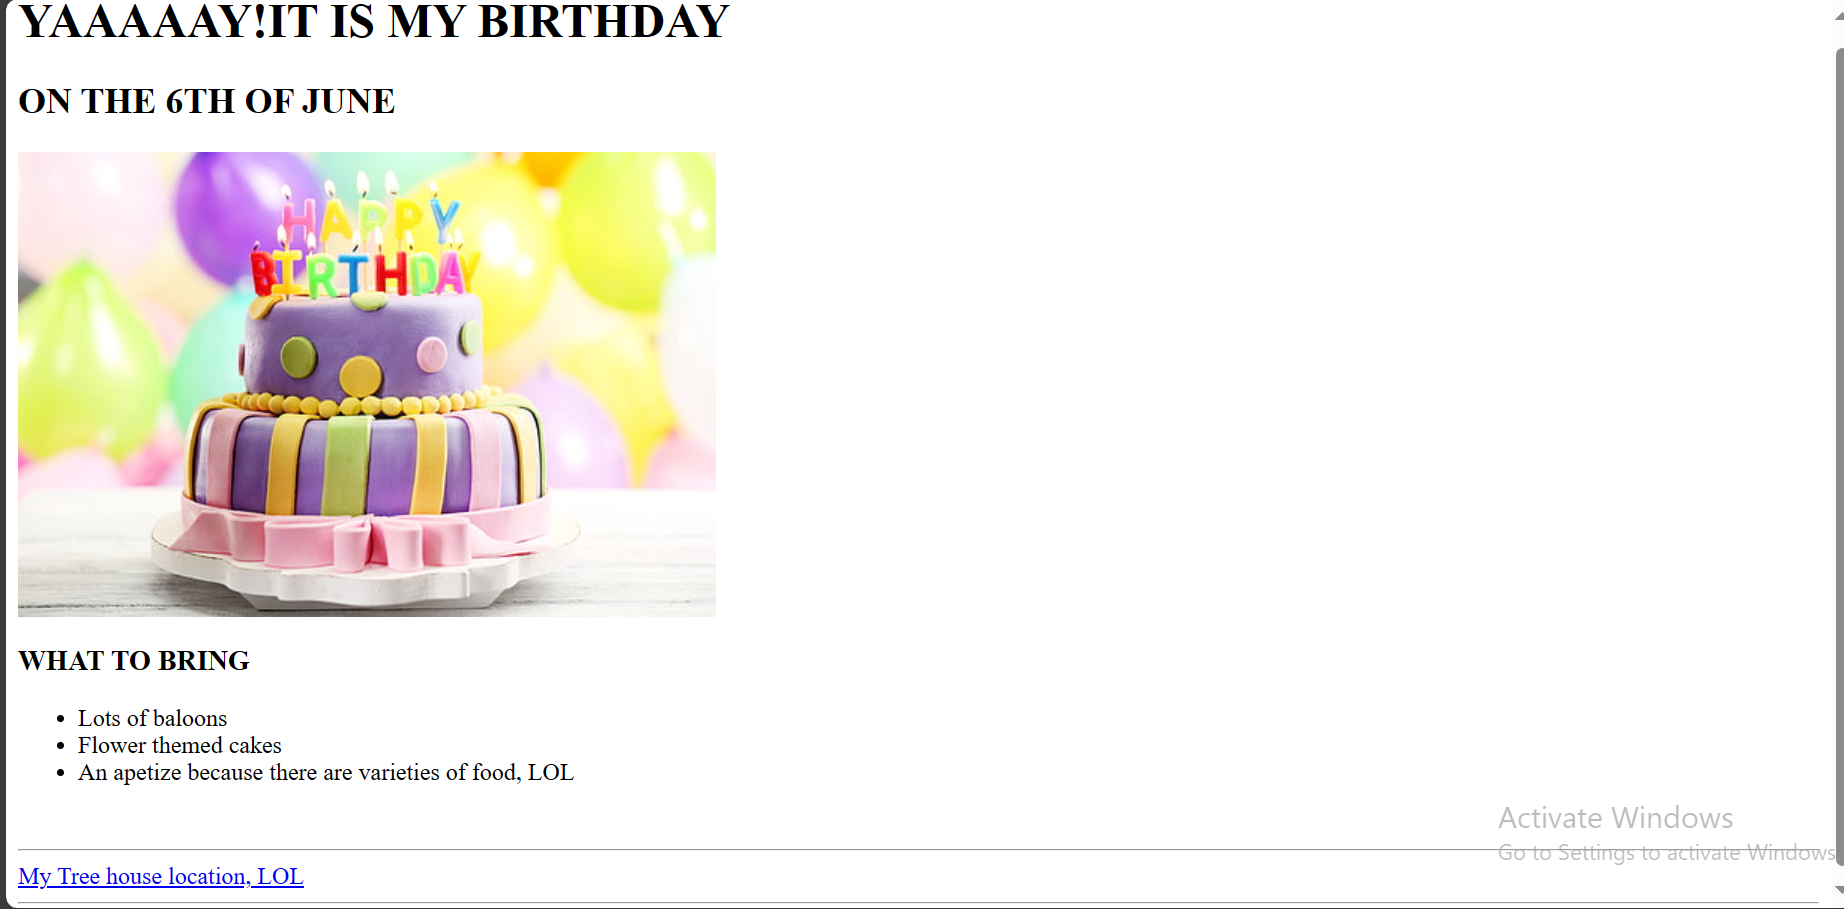 YAAAAAY!IT IS MY BIRTHDAY
ON THE 6TH OF JUNE
HAPPY
BIRTHDAY
WHAT TO BRING
Lots of baloons
Flower themed cakes
An apetize because there are varieties of food, LOL
Activate Windows
Go to Settings to activate Windows.
My Tree house location, LOL